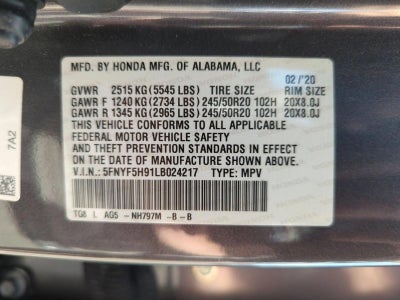 MFD. BY HONDA MFG. OF ALABAMA, LLC
02/'20
GVWR 2515 KG (5545 LBS) TIRE SIZE RIM SIZE
GAWR F 1240 KG (2734 LBS) 245/50R20 102H 20X8.0J
GAWR R 1345 KG (2965 LBS) 245/50R20 102H 20X8.0J
THIS VEHICLE CONFORMS TO ALL APPLICABLE
FEDERAL MOTOR VEHICLE SAFETY
AND THEFT PREVENTION STANDARDS IN EFFECT ON
THE DATE OF MANUFACTURE SHOWN ABOVE.
V.I.N.: 5FNYF5H91LB024217 TYPE: MPV
TG8 L AG5 -NH797M -B -B
7A2